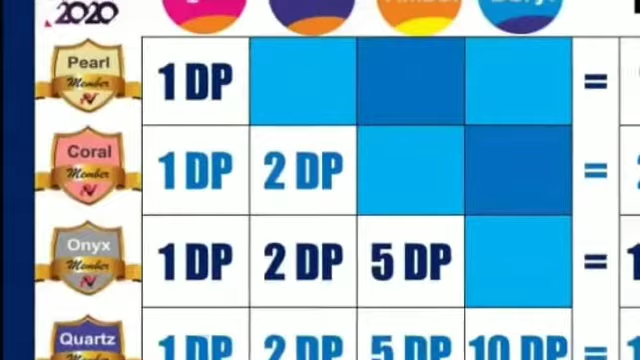 2020
Pearl
Member
1 DP =
Coral
Member
1 DP 2 DP =
Onyx
Member
1 DP 2 DP 5 DP =
Quartz
Member
1 DP 2 DP 5 DP 10 DP =